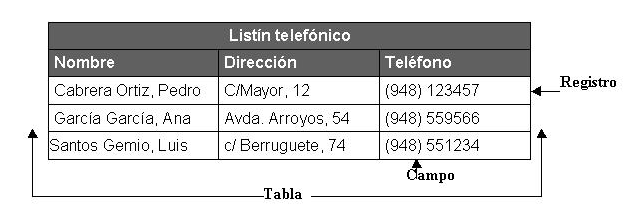 Listín telefónico
Nombre Dirección Teléfono
Cabrera Ortiz, Pedro C/Mayor, 12 (948) 123457
Registro
García García, Ana Avda. Arroyos, 54 (948) 559566
Santos Gemio, Luis c/ Berruguete, 74 (948) 551234
Campo
Tabla